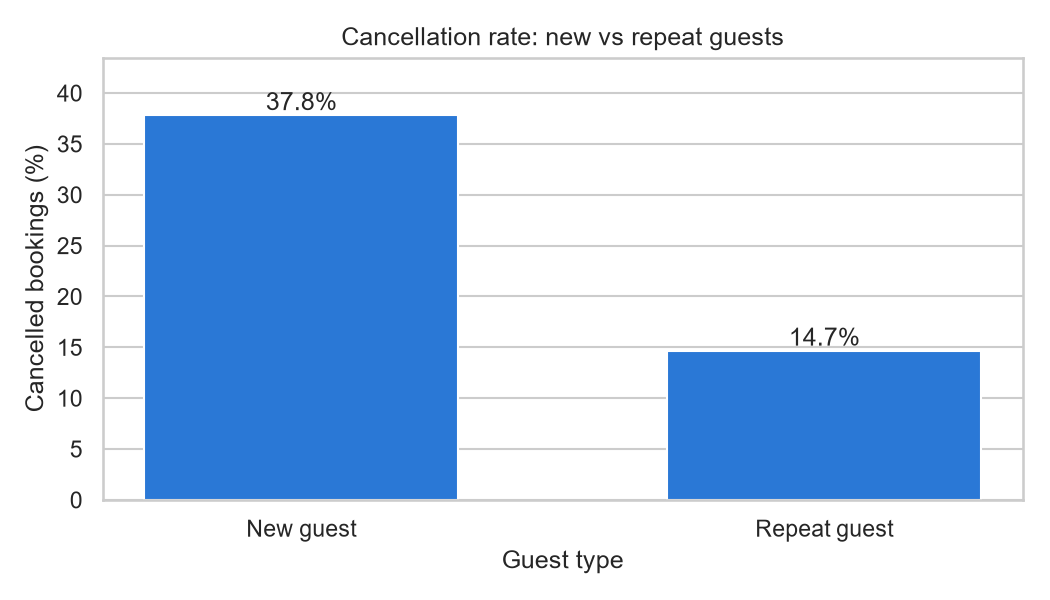 Cancellation rate: new vs repeat guests
Cancelled bookings (%)
40
35
30
25
20
15
10
5
0
37.8%
14.7%
New guest
Repeat guest
Guest type